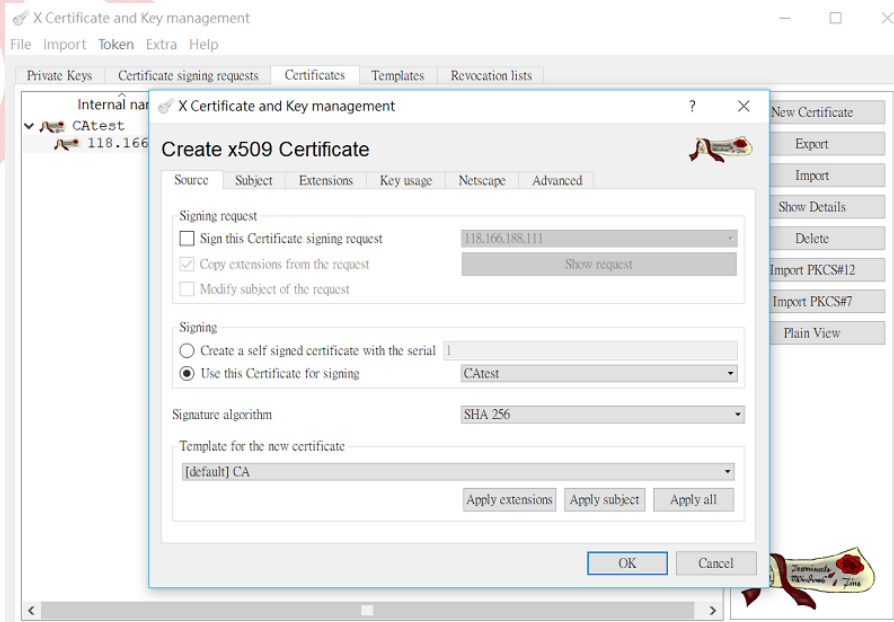 X Certificate and Key management
File Import Token Extra Help
Private Keys Certificate signing requests Certificates Templates Revocation lists
Internal nar
CAtest
118.166
X Certificate and Key management ? 
Create x509 Certificate
Source Subject Extensions Key usage Netscape Advanced
Signing request
Sign this Certificate signing request 118.166.188.111
Copy extensions from the request Show request
Modify subject of the request
Signing
Create a self signed certificate with the serial 1
Use this Certificate for signing CAtest
Signature algorithm SHA 256
Template for the new certificate
[default] CA
Apply extensions Apply subject Apply all
OK Cancel
New Certificate
Export
Import
Show Details
Delete
Import PKCS#12
Import PKCS#7
Plain View